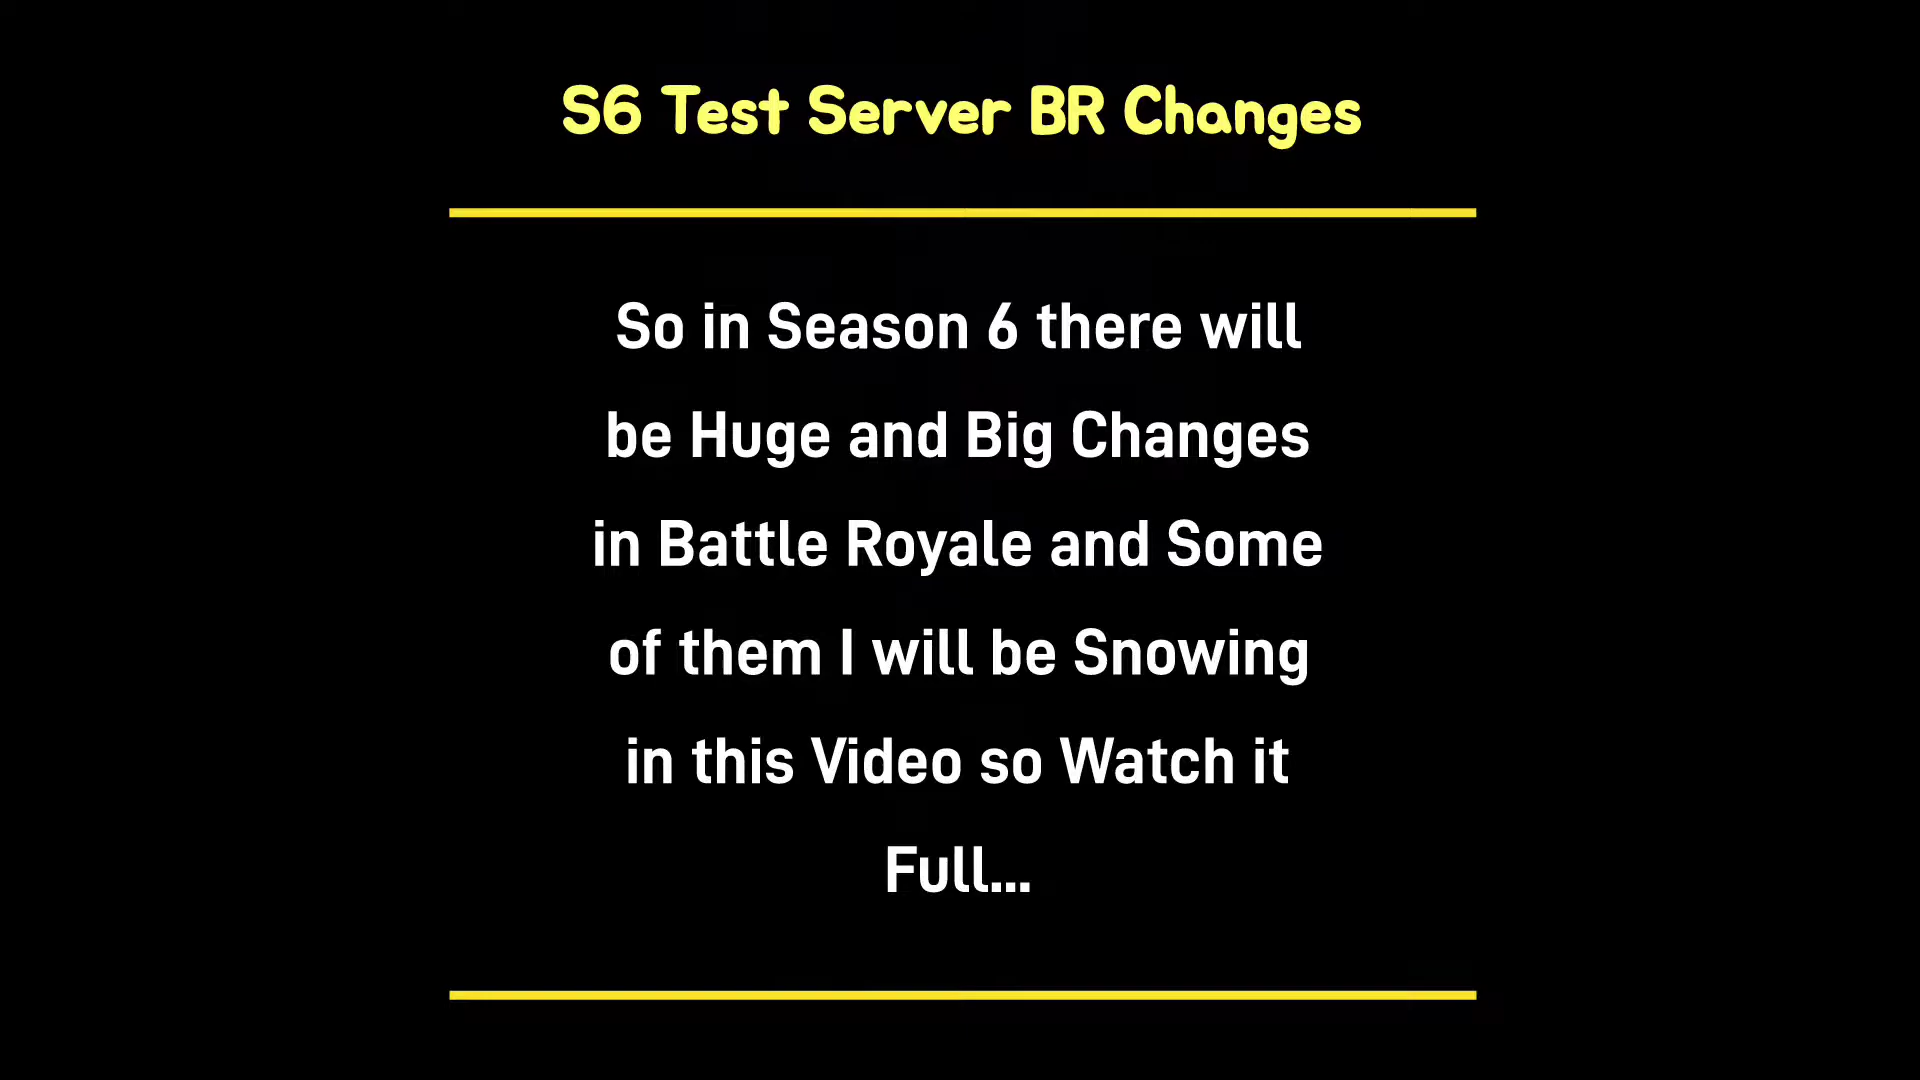 S6 Test Server BR Changes
So in Season 6 there will
be Huge and Big Changes
in Battle Royale and Some
of them I will be Snowing
in this Video so Watch it
Full...